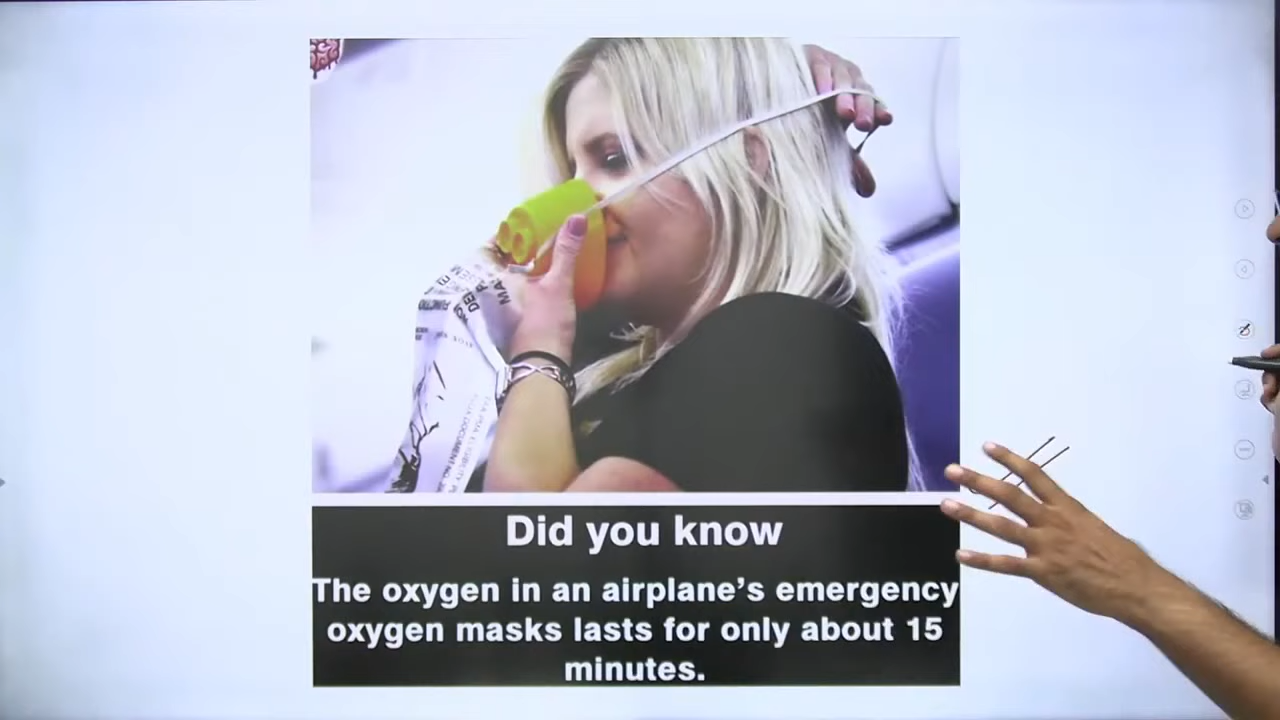 Did you know
The oxygen in an airplane’s emergency
oxygen masks lasts for only about 15
minutes.